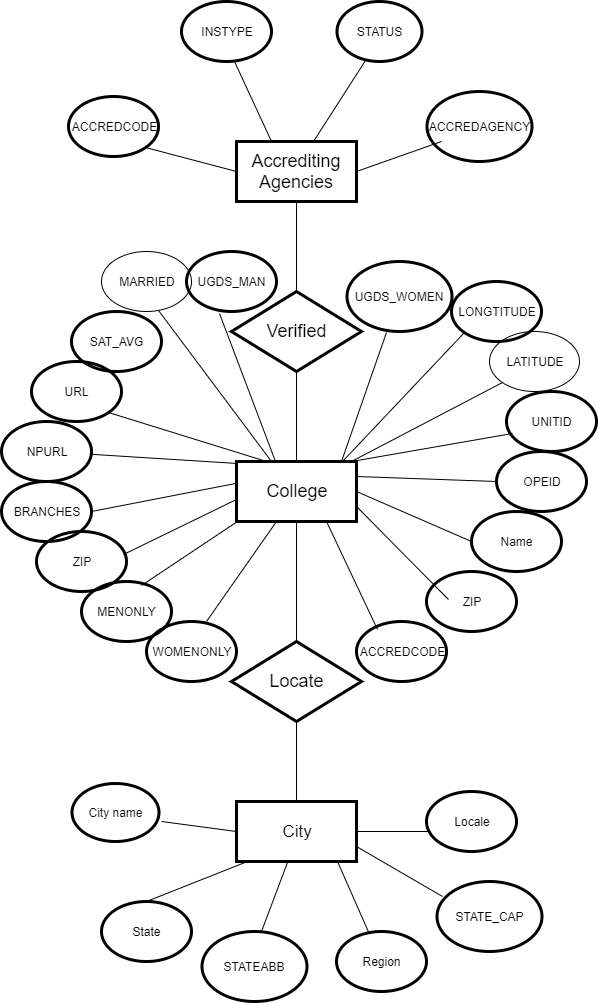 INSTYPE
STATUS
ACCREDCODE
ACCREDAGENCY
Accrediting
Agencies
MARRIED
UGDS_MAN
UGDS_WOMEN
LONGTITUDE
Verified
SAT_AVG
LATITUDE
URL
UNITID
NPURL
OPEID
College
BRANCHES
Name
ZIP
ZIP
MENONLY
WOMENONLY
ACCREDCODE
Locate
City name
Locale
City
STATE_CAP
State
STATEABB
Region